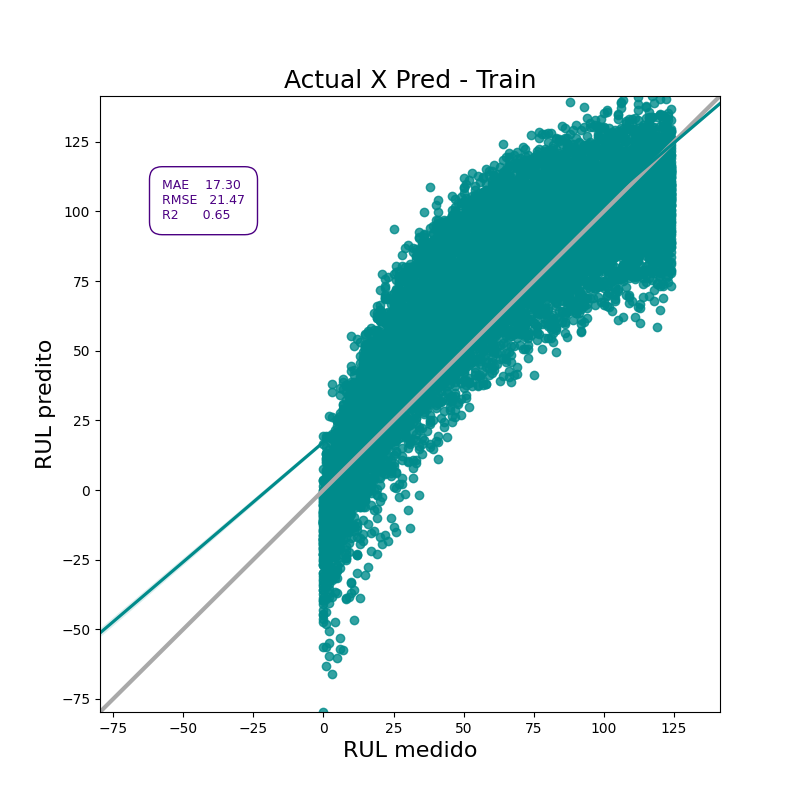 Actual X Pred - Train
MAE 17.30
RMSE 21.47
R2 0.65
RUL predito
125
100
75
50
25
0
−25
−50
−75
−75 −50 −25 0 25 50 75 100 125
RUL medido